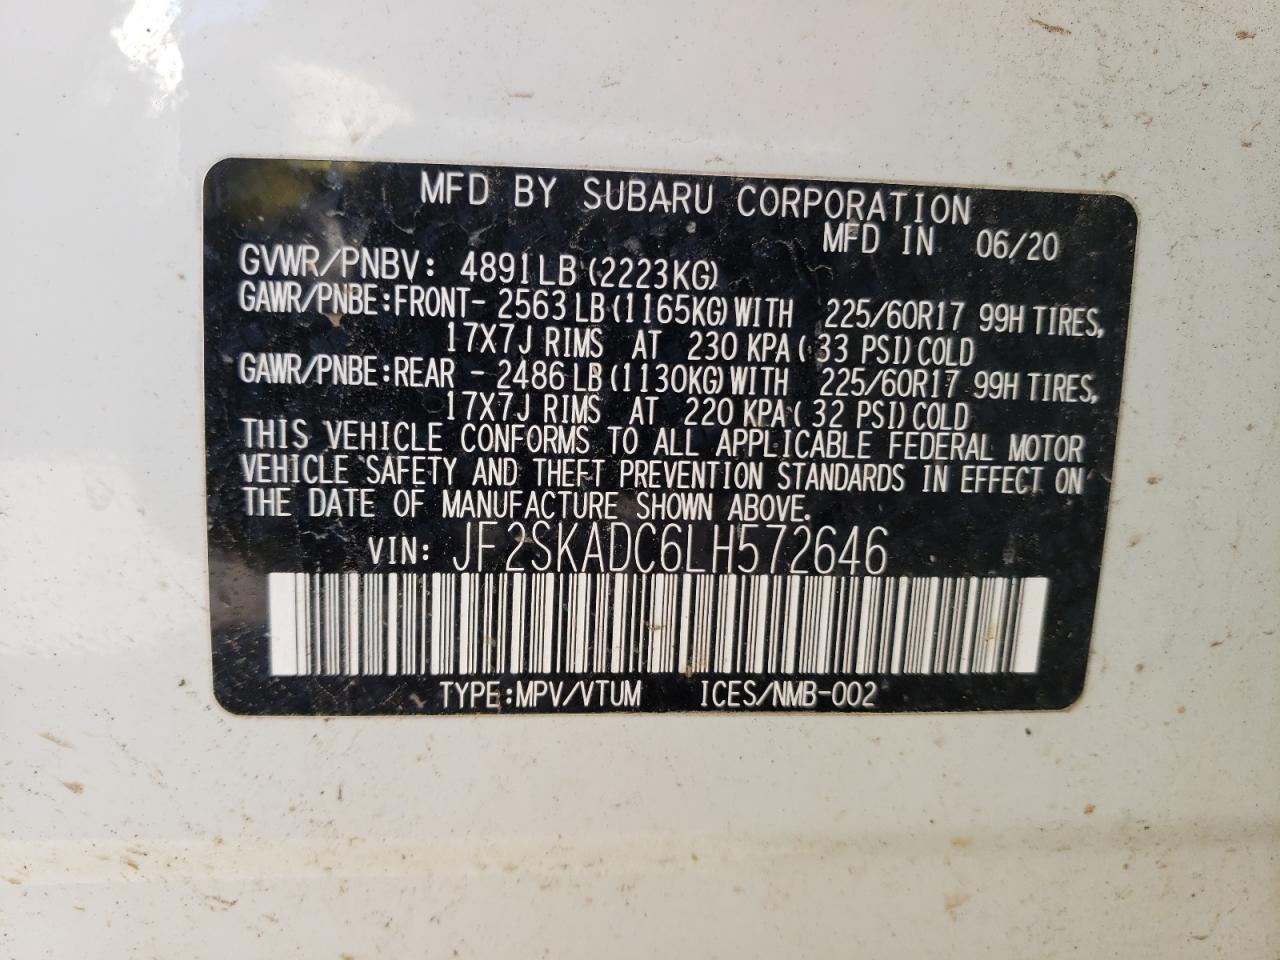 MFD BY SUBARU CORPORATION
MFD IN 06/20
GVWR/PNBV: 4891LB (2223KG)
GAWR/PNBE:FRONT- 2563 LB(1165KG)WITH 225/60R17 99H TIRES,
17X7J RIMS AT 230 KPA( 33 PSI)COLD
GAWR/PNBE:REAR - 2486 LB(1130KG)WITH 225/60R17 99H TIRES,
17X7J RIMS AT 220 KPA( 32 PSI)COLD
THIS VEHICLE CONFORMS TO ALL APPLICABLE FEDERAL MOTOR
VEHICLE SAFETY AND THEFT PREVENTION STANDARDS IN EFFECT ON
THE DATE OF MANUFACTURE SHOWN ABOVE.
VIN: JF2SKADC6LH572646
TYPE:MPV/VTUM ICES/NMB-002